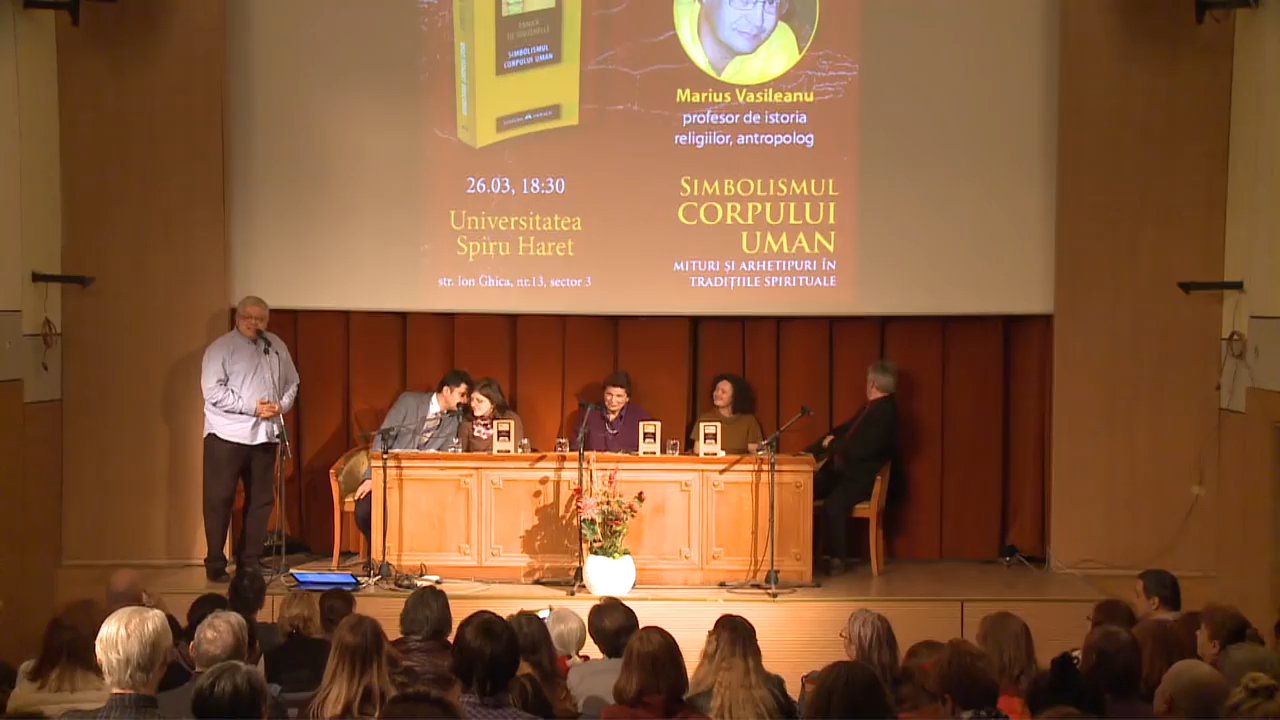 SIMBOLISMUL
CORPULUI UMAN
Marius Vasileanu
profesor de istoria
religiilor, antropolog
26.03, 18:30
Universitatea
Spiru Haret
str. Ion Ghica, nr.13, sector 3
SIMBOLISMUL
CORPULUI
UMAN
MITURI ȘI ARHETIPURI ÎN
TRADIȚIILE SPIRITUALE